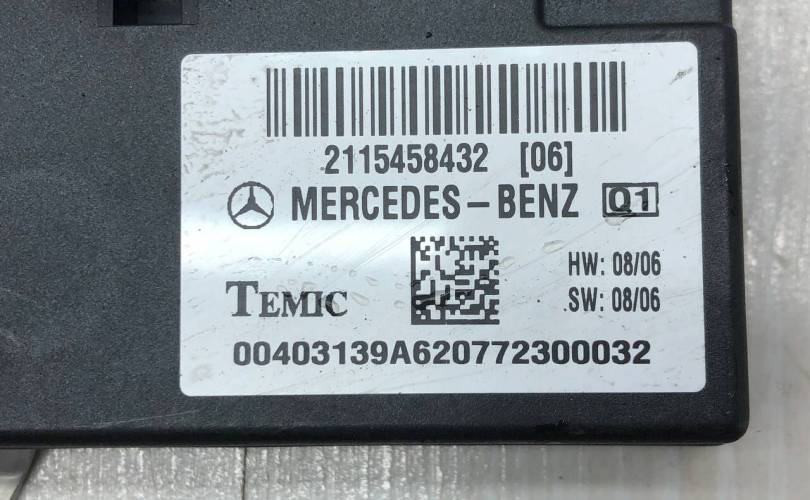 2115458432 [06]
MERCEDES-BENZ Q1
HW: 08/06
TEMIC
SW: 08/06
00403139A620772300032